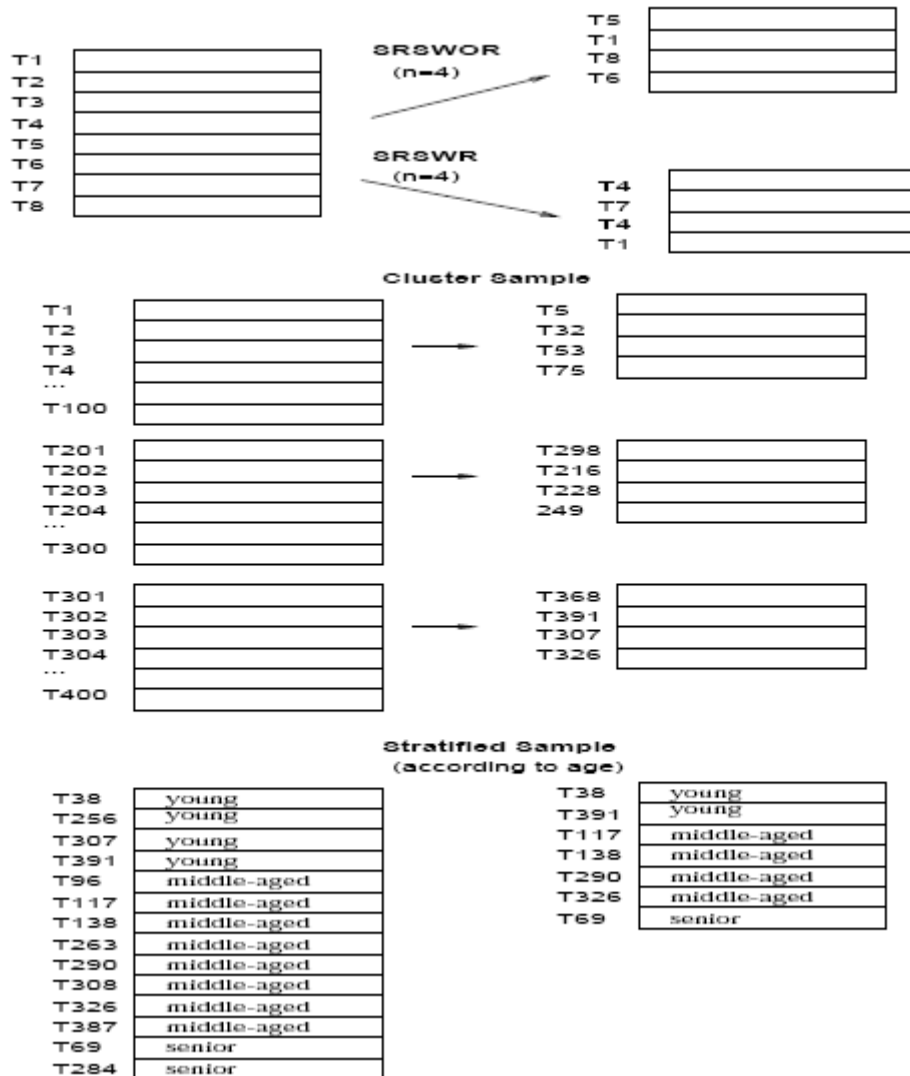 T1
T2
T3
T4
T5
T6
T7
T8
SRSWOR
(n=4)
SRSWR
(n=4)
T5
T1
T8
T6
T4
T7
T4
T1
Cluster Sample
T1
T2
T3
T4
...
T100
T5
T32
T53
T75
T201
T202
T203
T204
...
T300
T298
T216
T228
249
T301
T302
T303
T304
...
T400
T368
T391
T307
T326
Stratified Sample
(according to age)
T38 young
T256 young
T307 young
T391 young
T96 middle-aged
T117 middle-aged
T138 middle-aged
T263 middle-aged
T290 middle-aged
T308 middle-aged
T326 middle-aged
T387 middle-aged
T69 senior
T284 senior
T38 young
T391 young
T117 middle-aged
T138 middle-aged
T290 middle-aged
T326 middle-aged
T69 senior